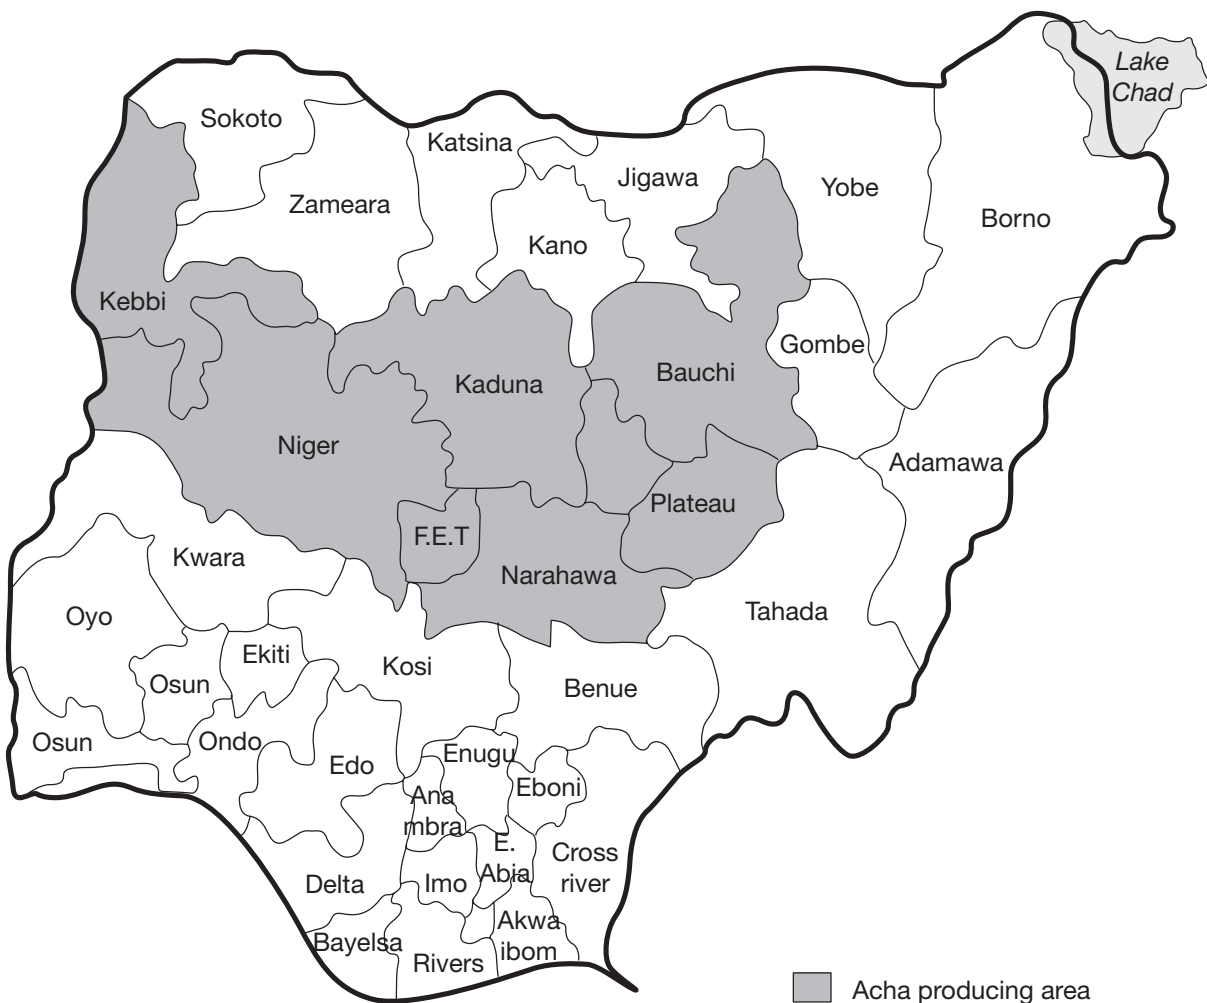 Lake
Chad
Sokoto
Katsina
Jigawa
Yobe
Zameara
Borno
Kano
Kebbi
Gombe
Bauchi
Kaduna
Niger
Adamawa
Plateau
F.E.T
Kwara
Narahawa
Tahada
Oyo
Ekiti
Kosi
Osun
Benue
Osun
Ondo
Enugu
Edo
Eboni
Ana
mbra
E.
Abia
Cross
river
Delta
Imo
Akwa
ibom
Bayelsa
Rivers
Acha producing area